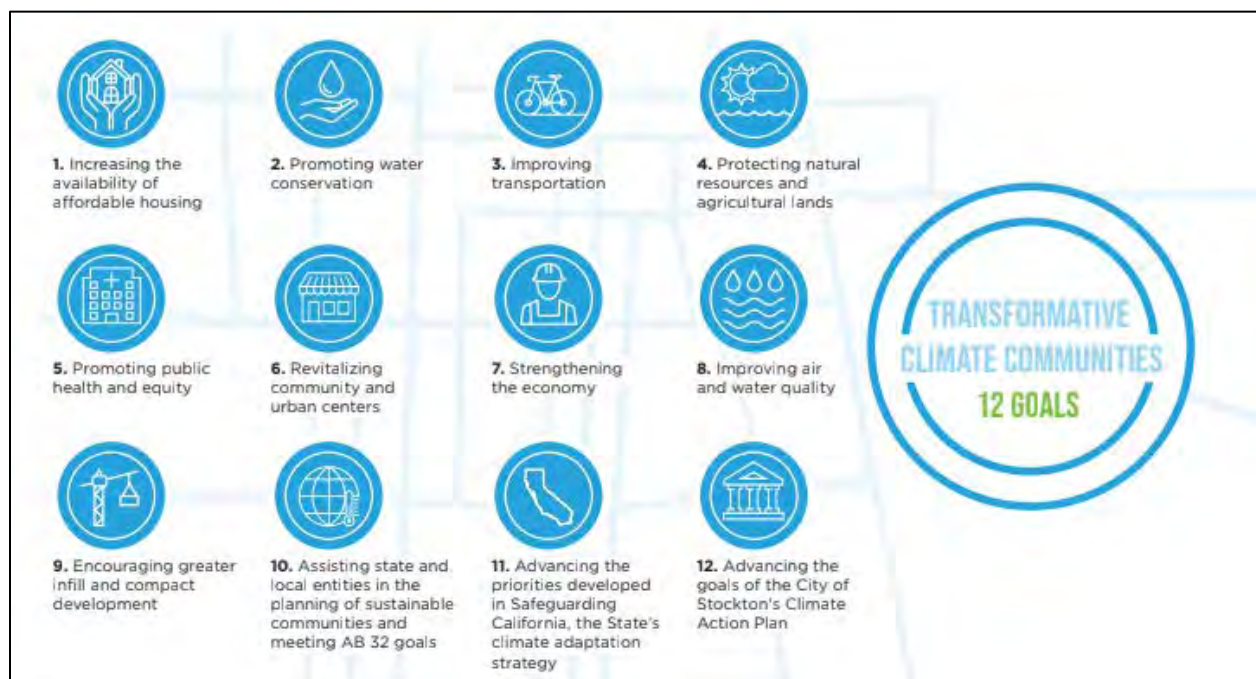 1. Increasing the
availability of
affordable housing
2. Promoting water
conservation
3. Improving
transportation
4. Protecting natural
resources and
agricultural lands
5. Promoting public
health and equity
6. Revitalizing
community and
urban centers
7. Strengthening
the economy
8. Improving air
and water quality
9. Encouraging greater
infill and compact
development
10. Assisting state and
local entities in the
planning of sustainable
communities and
meeting AB 32 goals
11. Advancing the
priorities developed
in Safeguarding
California, the State's
climate adaptation
strategy
12. Advancing the
goals of the City of
Stockton's Climate
Action Plan
TRANSFORMATIVE
CLIMATE COMMUNITIES
12 GOALS